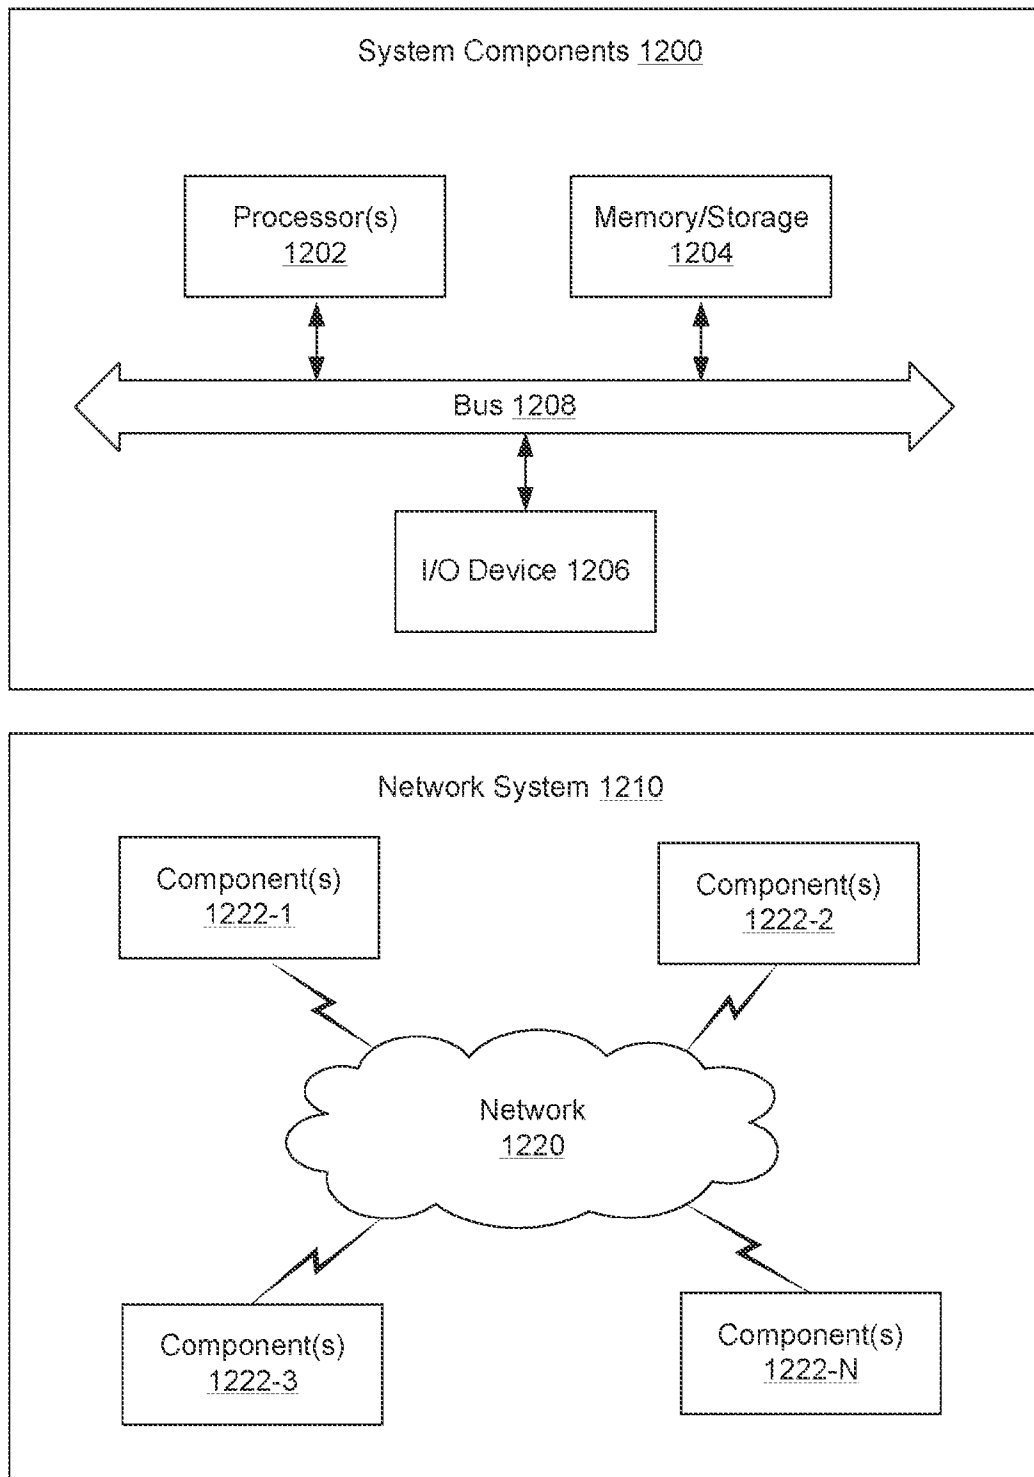 System Components 1200
Processor(s)
1202
Memory/Storage
1204
Bus 1208
I/O Device 1206
Network System 1210
Component(s)
1222-1
Component(s)
1222-2
Network
1220
Component(s)
1222-3
Component(s)
1222-N